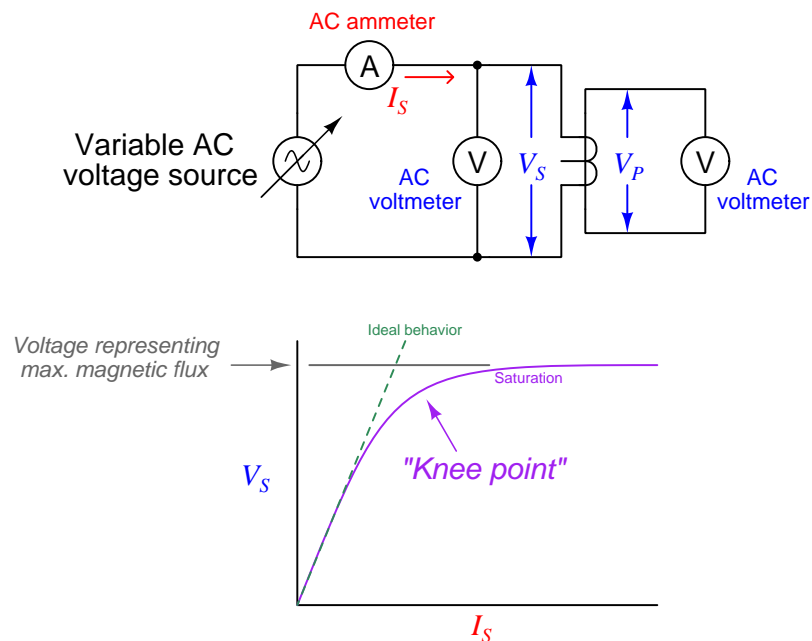 AC ammeter
A
I_S
Variable AC
voltage source
V
AC
voltmeter
V_S
V_P
V
AC
voltmeter
Ideal behavior
Voltage representing
max. magnetic flux
Saturation
"Knee point"
V_S
I_S